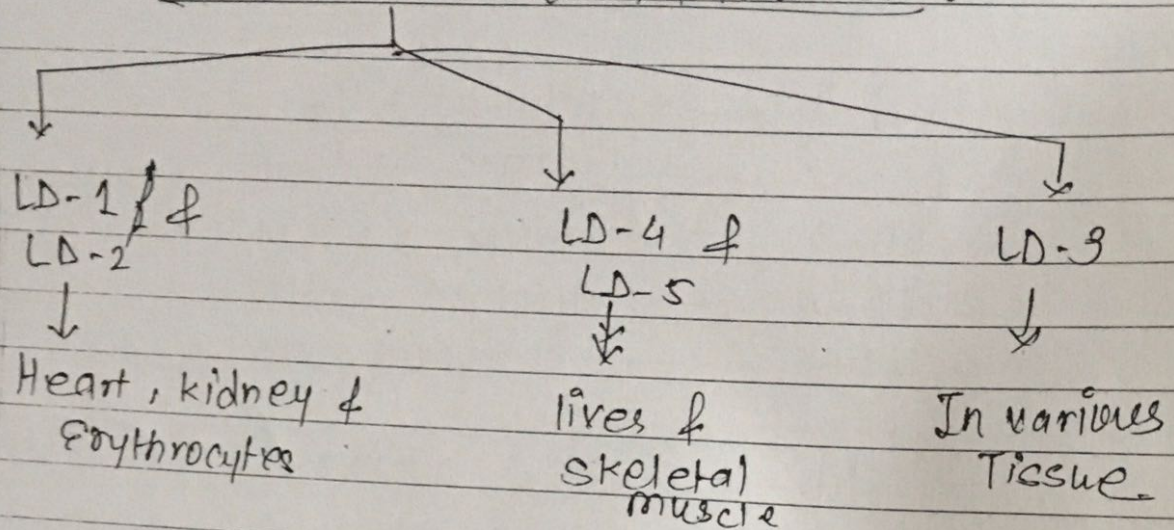 LD-1 &
LD-2
Heart, kidney &
Erythrocytes
LD-4 &
LD-5
lives &
skeletal
muscle
LD-3
In various
Tissue.